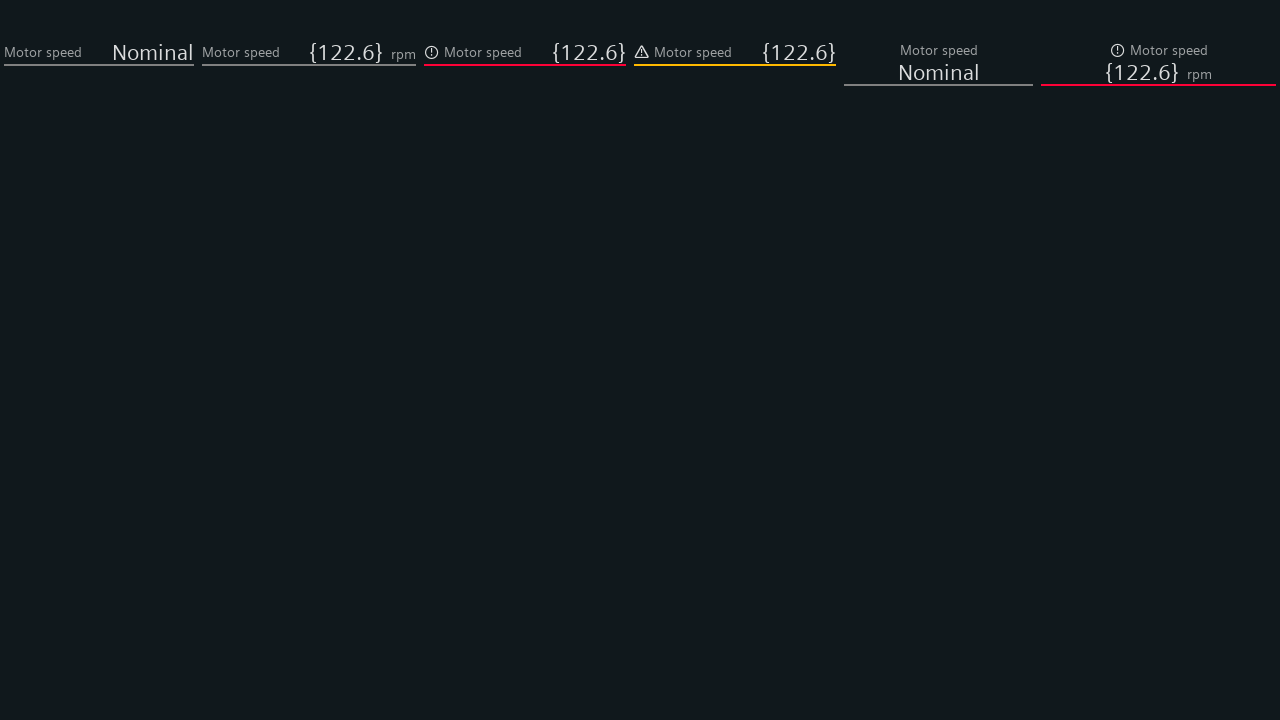 Motor speed Nominal
Motor speed {122.6} rpm
Motor speed {122.6}
Motor speed {122.6}
Motor speed
Nominal
Motor speed
{122.6} rpm